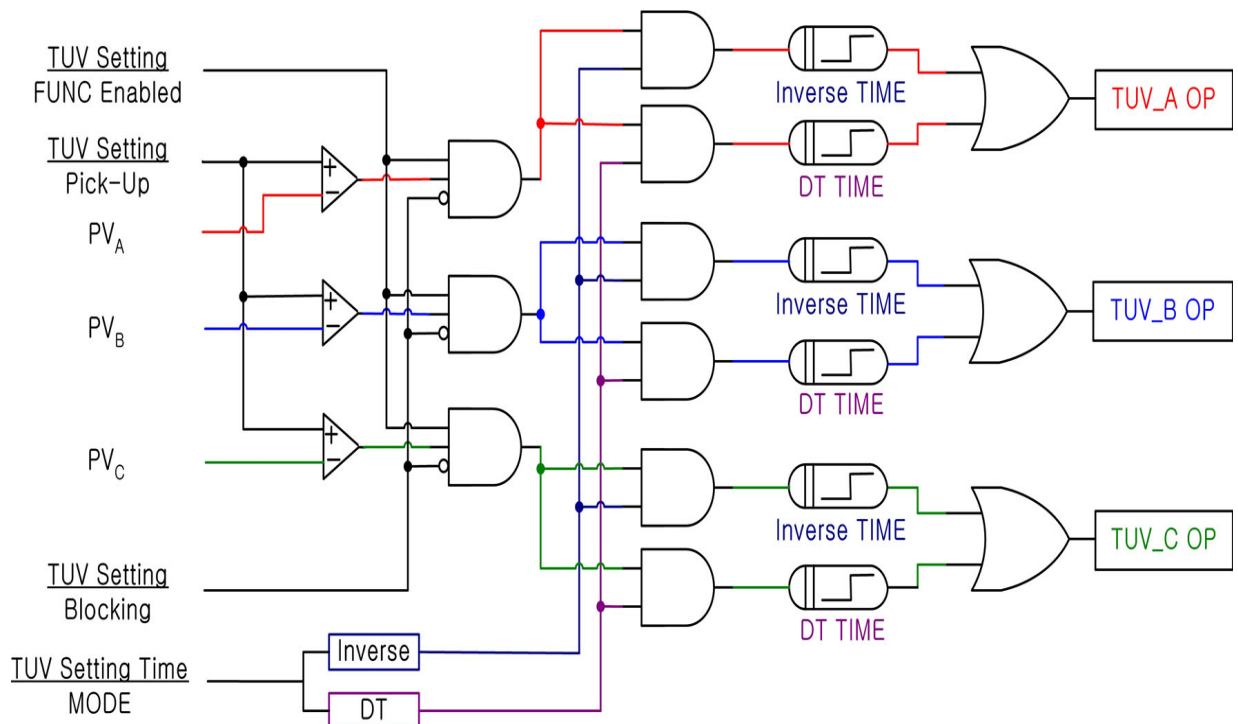 TUV Setting
FUNC Enabled
TUV Setting
Pick-Up
PVA
PVB
PVC
TUV Setting
Blocking
TUV Setting Time
MODE
Inverse
DT
+
−
+
−
+
−
Inverse TIME
DT TIME
Inverse TIME
DT TIME
Inverse TIME
DT TIME
TUV_A OP
TUV_B OP
TUV_C OP